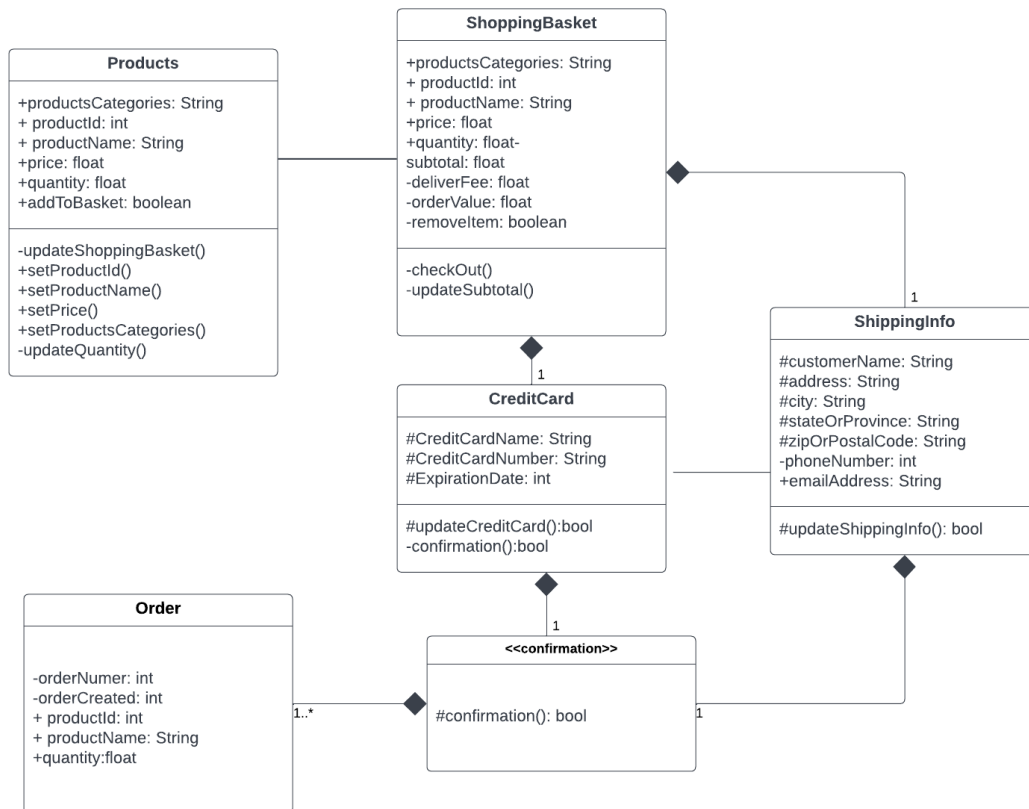 Products
+productsCategories: String
+ productId: int
+ productName: String
+price: float
+quantity: float
+addToBasket: boolean
-updateShoppingBasket()
+setProductId()
+setProductName()
+setPrice()
+setProductsCategories()
-updateQuantity()
ShoppingBasket
+productsCategories: String
+ productId: int
+ productName: String
+price: float
+quantity: float-
subtotal: float
-deliverFee: float
-orderValue: float
-removeItem: boolean
-checkOut()
-updateSubtotal()
1
1
ShippingInfo
#customerName: String
#address: String
#city: String
#stateOrProvince: String
#zipOrPostalCode: String
-phoneNumber: int
+emailAddress: String
#updateShippingInfo(): bool
CreditCard
#CreditCardName: String
#CreditCardNumber: String
#ExpirationDate: int
#updateCreditCard():bool
-confirmation():bool
1
<<confirmation>>
#confirmation(): bool
1
1..*
Order
-orderNumer: int
-orderCreated: int
+ productId: int
+ productName: String
+quantity:float